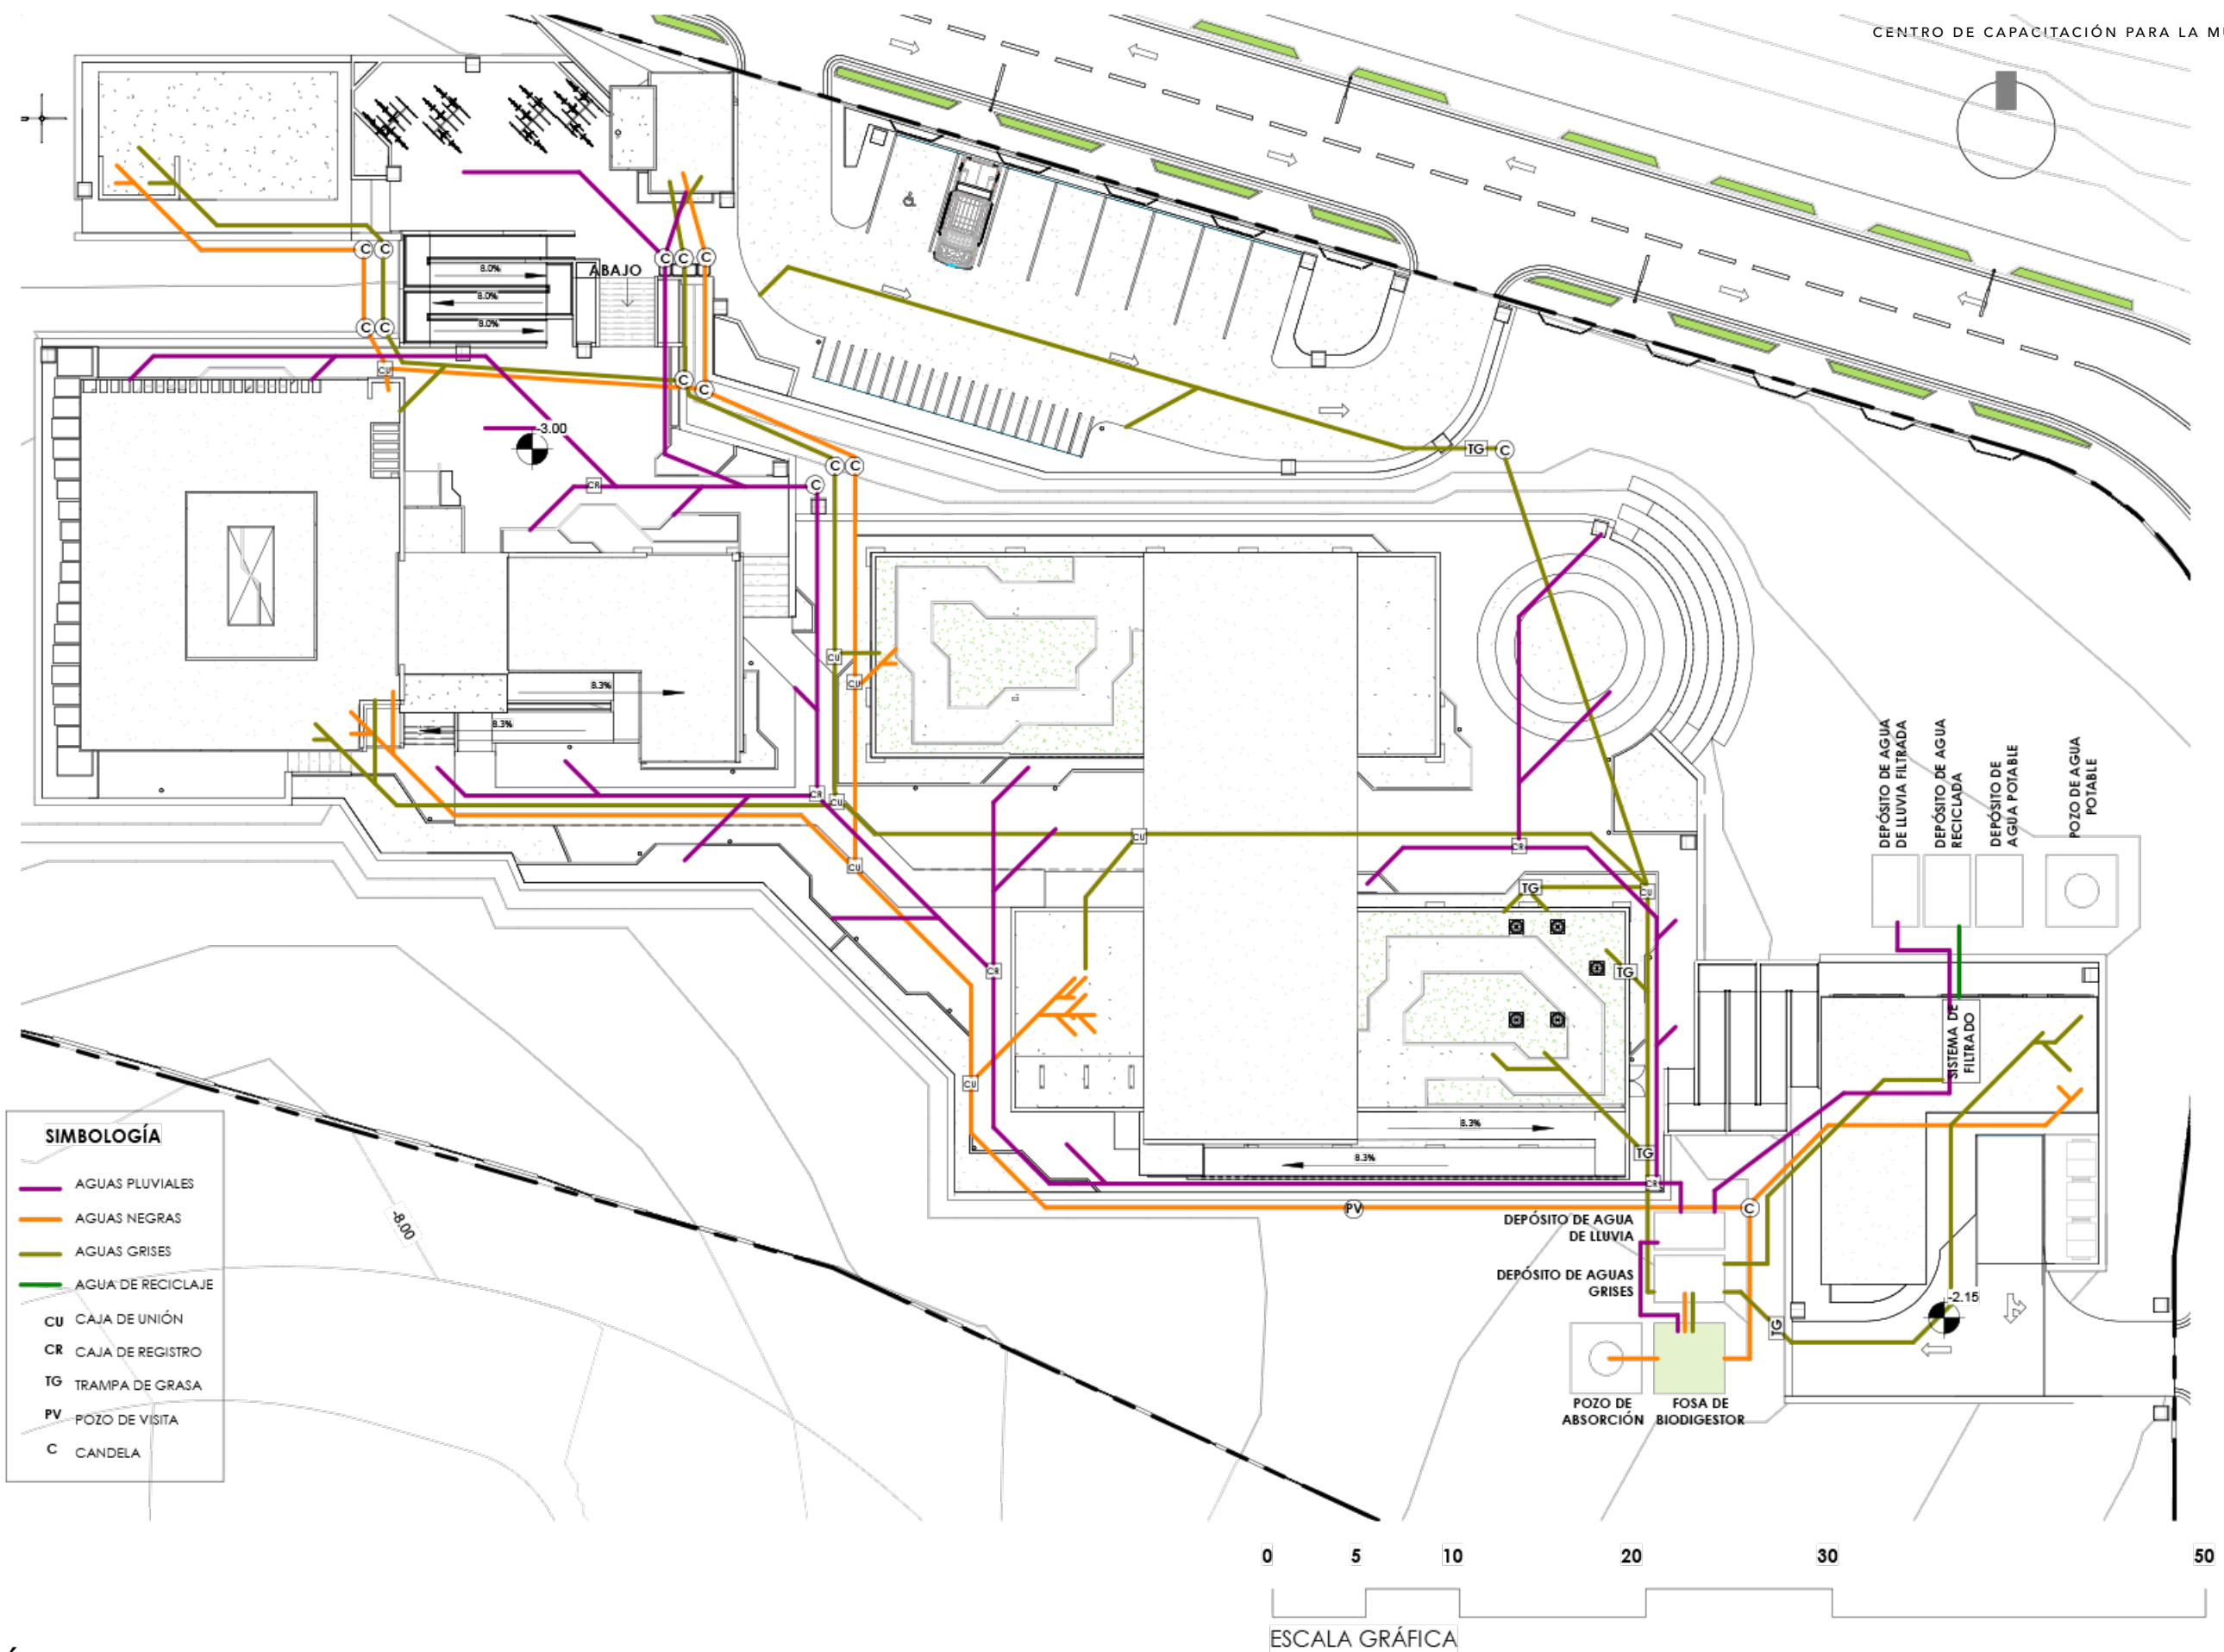 CENTRO DE CAPACITACIÓN PARA LA
8.0%
8.0%
8.0%
ABAJO
C
C
C
C
C
C
C
CU
C
C
-3.00
CR
C
C
C
TG
C
CU
CU
8.3%
8.3%
CR
CU
CU
CU
CR
CU
TG
TG
CR
CU
8.3%
8.3%
TG
CR
PV
C
DEPÓSITO DE AGUA
DE LLUVIA FILTRADA
DEPÓSITO DE AGUA
RECICLADA
DEPÓSITO DE
AGUA POTABLE
POZO DE AGUA
POTABLE
SISTEMA DE
FILTRADO
DEPÓSITO DE AGUA
DE LLUVIA
DEPÓSITO DE AGUAS
GRISES
-2.15
TG
POZO DE
ABSORCIÓN
FOSA DE
BIODIGESTOR
-8.00
SIMBOLOGÍA
AGUAS PLUVIALES
AGUAS NEGRAS
AGUAS GRISES
AGUA DE RECICLAJE
CU CAJA DE UNIÓN
CR CAJA DE REGISTRO
TG TRAMPA DE GRASA
PV POZO DE VISITA
C CANDELA
0 5 10 20 30 50
ESCALA GRÁFICA